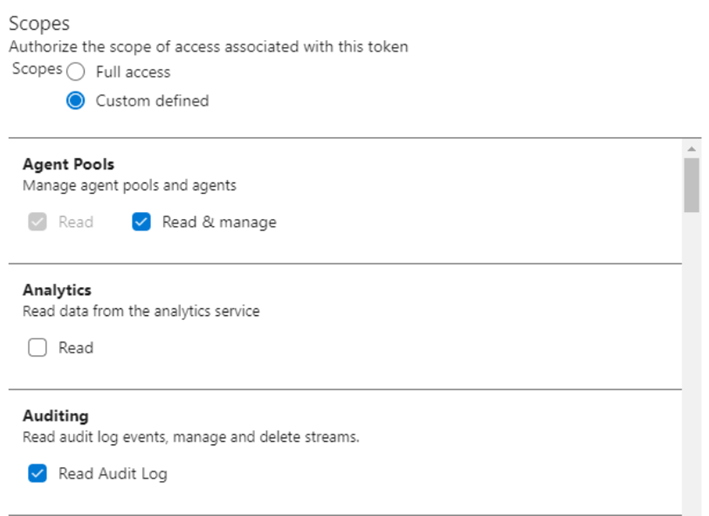 Scopes
Authorize the scope of access associated with this token
Scopes Full access
Custom defined
Agent Pools
Manage agent pools and agents
Read Read & manage
Analytics
Read data from the analytics service
Read
Auditing
Read audit log events, manage and delete streams.
Read Audit Log